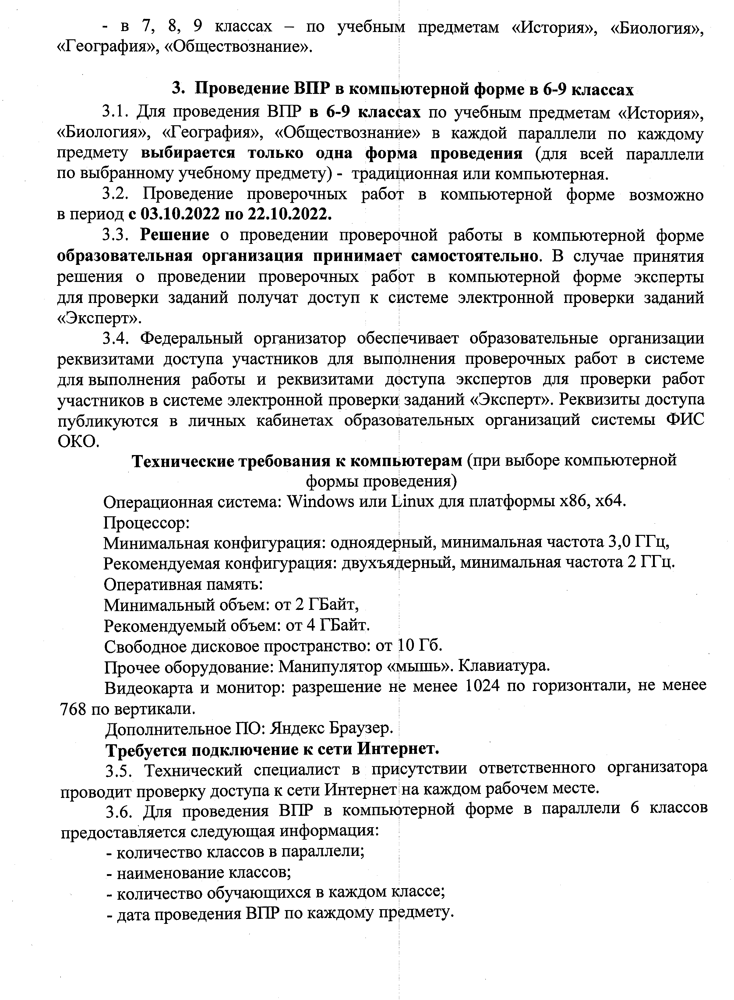 - в 7, 8, 9 классах – по учебным предметам «История», «Биология»,
«География», «Обществознание».
3. Проведение ВПР в компьютерной форме в 6-9 классах
3.1. Для проведения ВПР в 6-9 классах по учебным предметам «История»,
«Биология», «География», «Обществознание» в каждой параллели по каждому
предмету выбирается только одна форма проведения (для всей параллели
по выбранному учебному предмету) - традиционная или компьютерная.
3.2. Проведение проверочных работ в компьютерной форме возможно
в период с 03.10.2022 по 22.10.2022.
3.3. Решение о проведении проверочной работы в компьютерной форме
образовательная организация принимает самостоятельно. В случае принятия
решения о проведении проверочных работ в компьютерной форме эксперты
для проверки заданий получат доступ к системе электронной проверки заданий
«Эксперт».
3.4. Федеральный организатор обеспечивает образовательные организации
реквизитами доступа участников для выполнения проверочных работ в системе
для выполнения работы и реквизитами доступа экспертов для проверки работ
участников в системе электронной проверки заданий «Эксперт». Реквизиты доступа
публикуются в личных кабинетах образовательных организаций системы ФИС
ОКО.
Технические требования к компьютерам (при выборе компьютерной
формы проведения)
Операционная система: Windows или Linux для платформы x86, x64.
Процессор:
Минимальная конфигурация: одноядерный, минимальная частота 3,0 ГГц,
Рекомендуемая конфигурация: двухъядерный, минимальная частота 2 ГГц.
Оперативная память:
Минимальный объем: от 2 ГБайт,
Рекомендуемый объем: от 4 ГБайт.
Свободное дисковое пространство: от 10 Гб.
Прочее оборудование: Манипулятор «мышь». Клавиатура.
Видеокарта и монитор: разрешение не менее 1024 по горизонтали, не менее
768 по вертикали.
Дополнительное ПО: Яндекс Браузер.
Требуется подключение к сети Интернет.
3.5. Технический специалист в присутствии ответственного организатора
проводит проверку доступа к сети Интернет на каждом рабочем месте.
3.6. Для проведения ВПР в компьютерной форме в параллели 6 классов
предоставляется следующая информация:
- количество классов в параллели;
- наименование классов;
- количество обучающихся в каждом классе;
- дата проведения ВПР по каждому предмету.